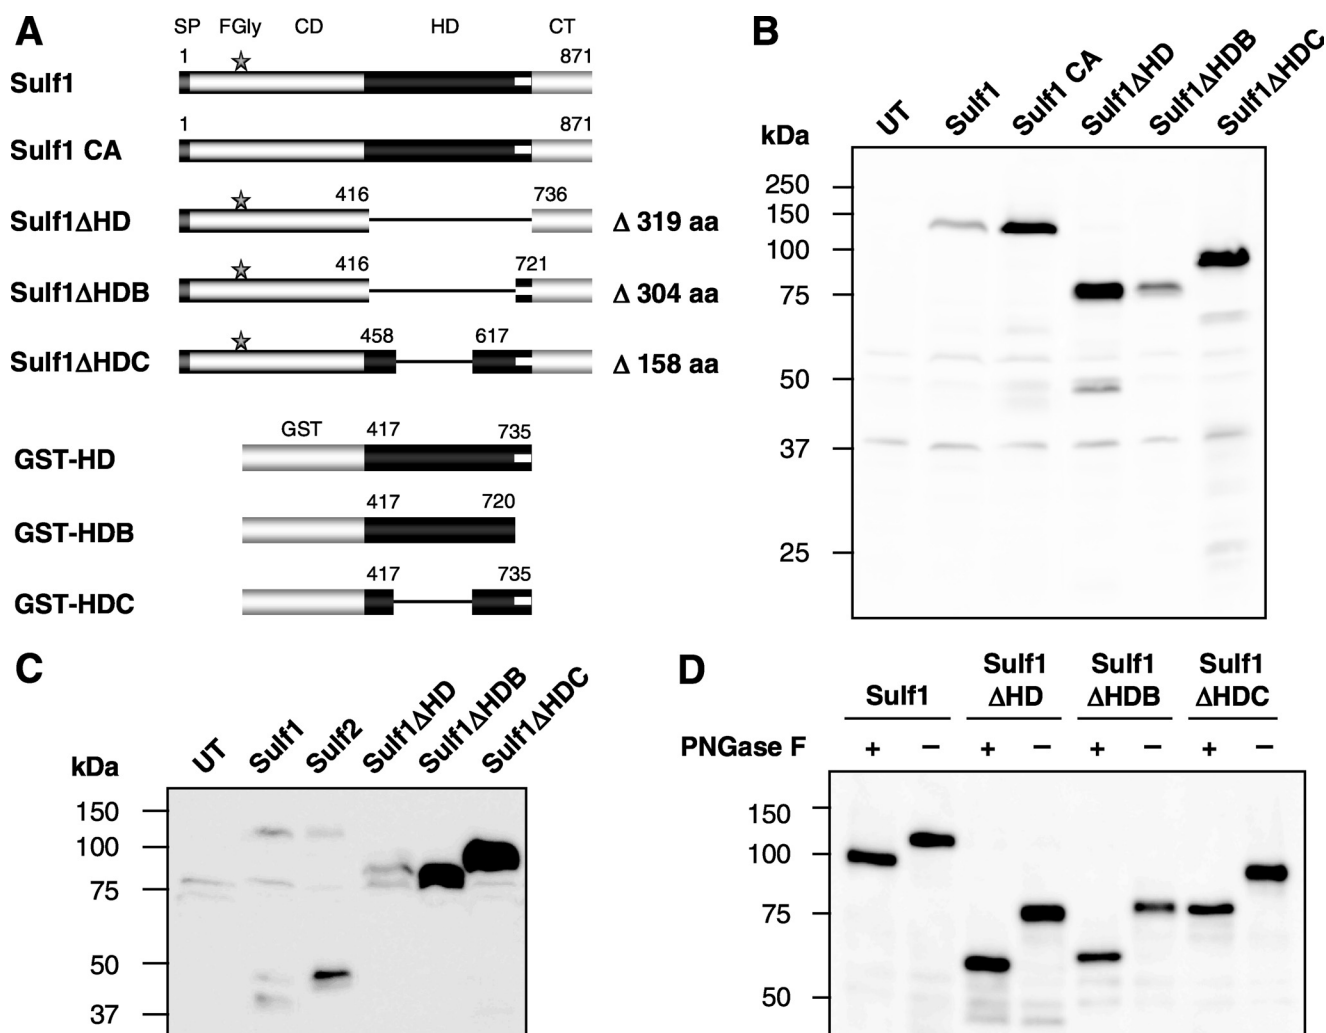 A
SP FGly CD HD CT
1 871
Sulf1
1 871
Sulf1 CA
416 736
Sulf1ΔHD Δ 319 aa
416 721
Sulf1ΔHDB Δ 304 aa
458 617
Sulf1ΔHDC Δ 158 aa
GST 417 735
GST-HD
417 720
GST-HDB
417 735
GST-HDC
B
kDa UT Sulf1 Sulf1 CA Sulf1ΔHD Sulf1ΔHDB Sulf1ΔHDC
250
150
100
75
50
37
25
C
kDa UT Sulf1 Sulf2 Sulf1ΔHD Sulf1ΔHDB Sulf1ΔHDC
150
100
75
50
37
D
Sulf1 Sulf1 Sulf1
Sulf1 ΔHD ΔHDB ΔHDC
PNGase F + − + − + − + −
150
100
75
50